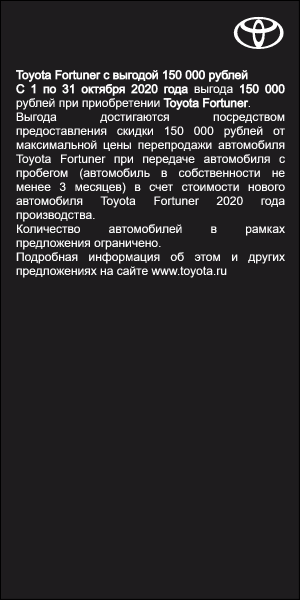 Toyota Fortuner с выгодой 150 000 рублей
С 1 по 31 октября 2020 года выгода 150 000
рублей при приобретении Toyota Fortuner.
Выгода достигаются посредством
предоставления скидки 150 000 рублей от
максимальной цены перепродажи автомобиля
Toyota Fortuner при передаче автомобиля с
пробегом (автомобиль в собственности не
менее 3 месяцев) в счет стоимости нового
автомобиля Toyota Fortuner 2020 года
производства.
Количество автомобилей в рамках
предложения ограничено.
Подробная информация об этом и других
предложениях на сайте www.toyota.ru